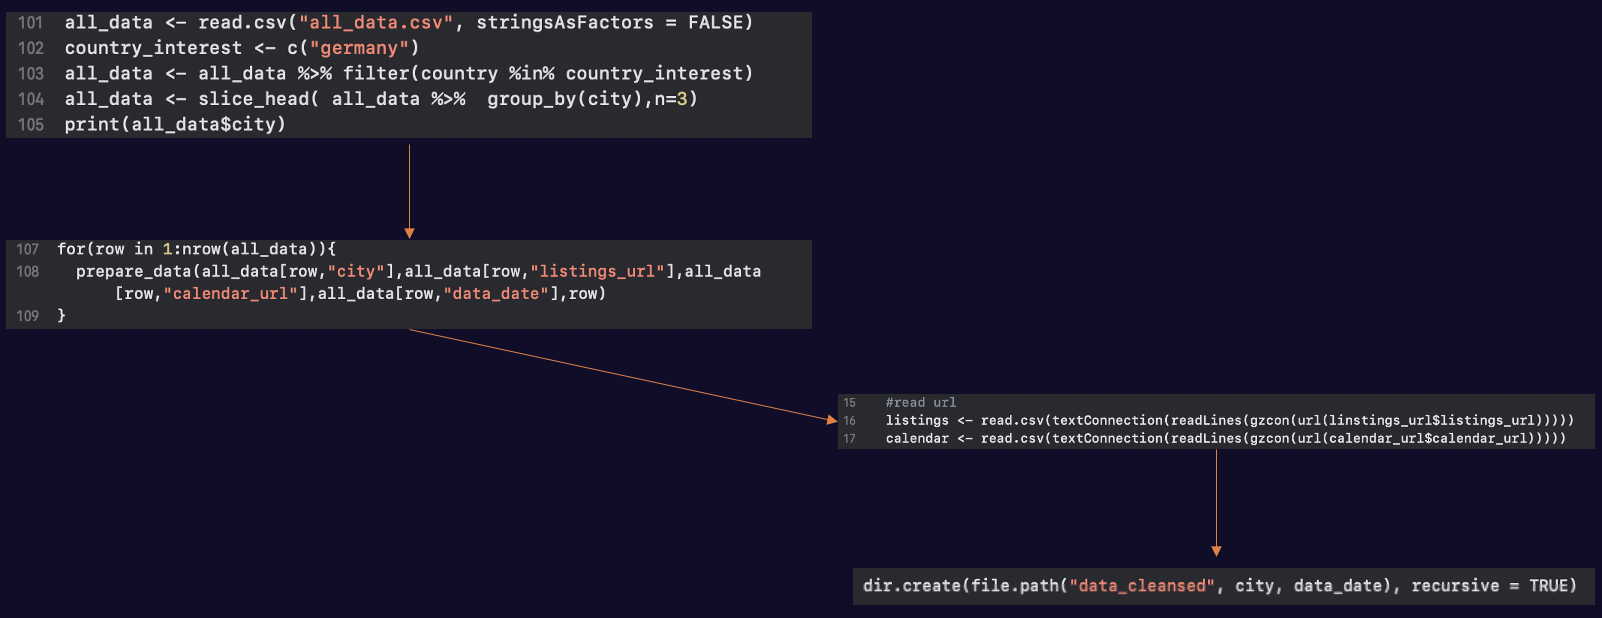 101 all_data <- read.csv("all_data.csv", stringsAsFactors = FALSE)
102 country_interest <- c("germany")
103 all_data <- all_data %>% filter(country %in% country_interest)
104 all_data <- slice_head( all_data %>%  group_by(city),n=3)
105 print(all_data$city)
107 for(row in 1:nrow(all_data)){
108   prepare_data(all_data[row,"city"],all_data[row,"listings_url"],all_data
[row,"calendar_url"],all_data[row,"data_date"],row)
109 }
15 #read url
16 listings <- read.csv(textConnection(readLines(gzcon(url(linstings_url$listings_url)))))
17 calendar <- read.csv(textConnection(readLines(gzcon(url(calendar_url$calendar_url)))))
dir.create(file.path("data_cleansed", city, data_date), recursive = TRUE)